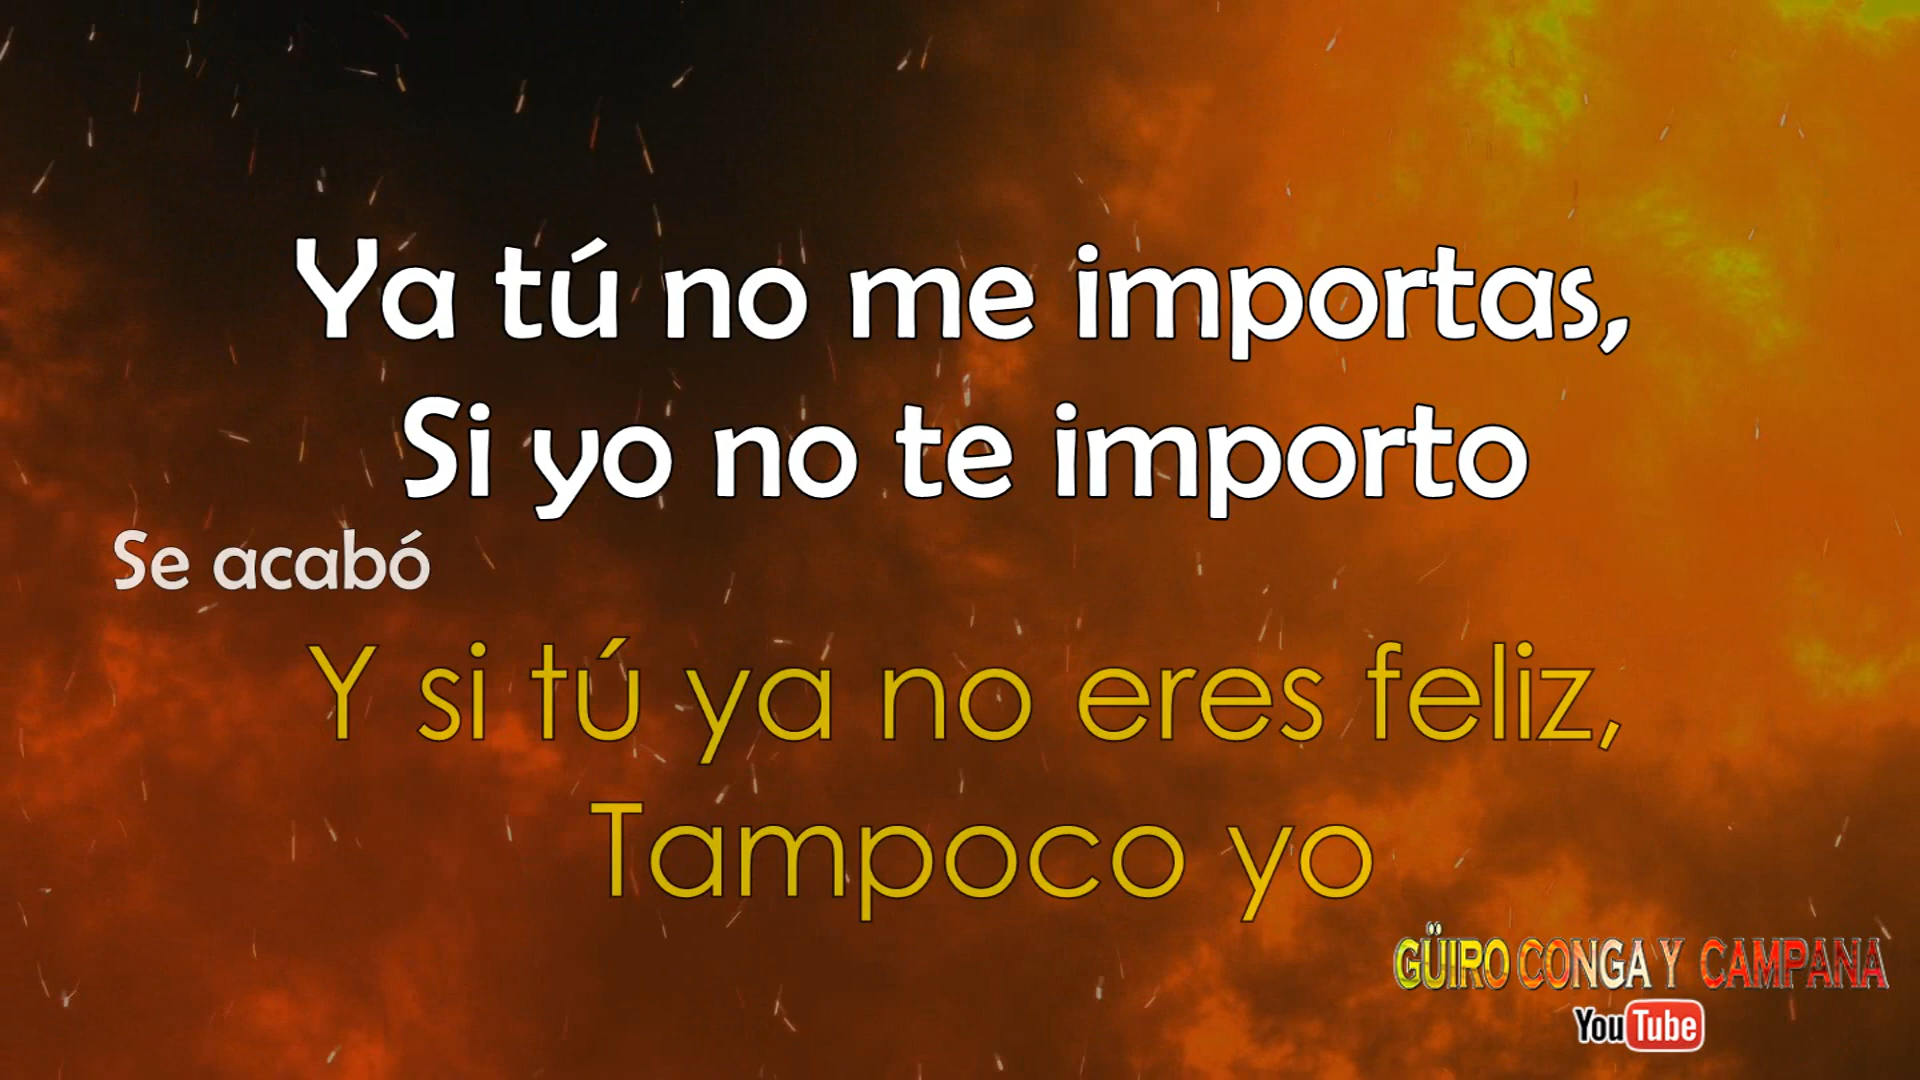 Ya tú no me importas,
Si yo no te importo
Se acabó
Y si tú ya no eres feliz,
Tampoco yo
GÜIRO CONGA Y CAMPANA
YouTube